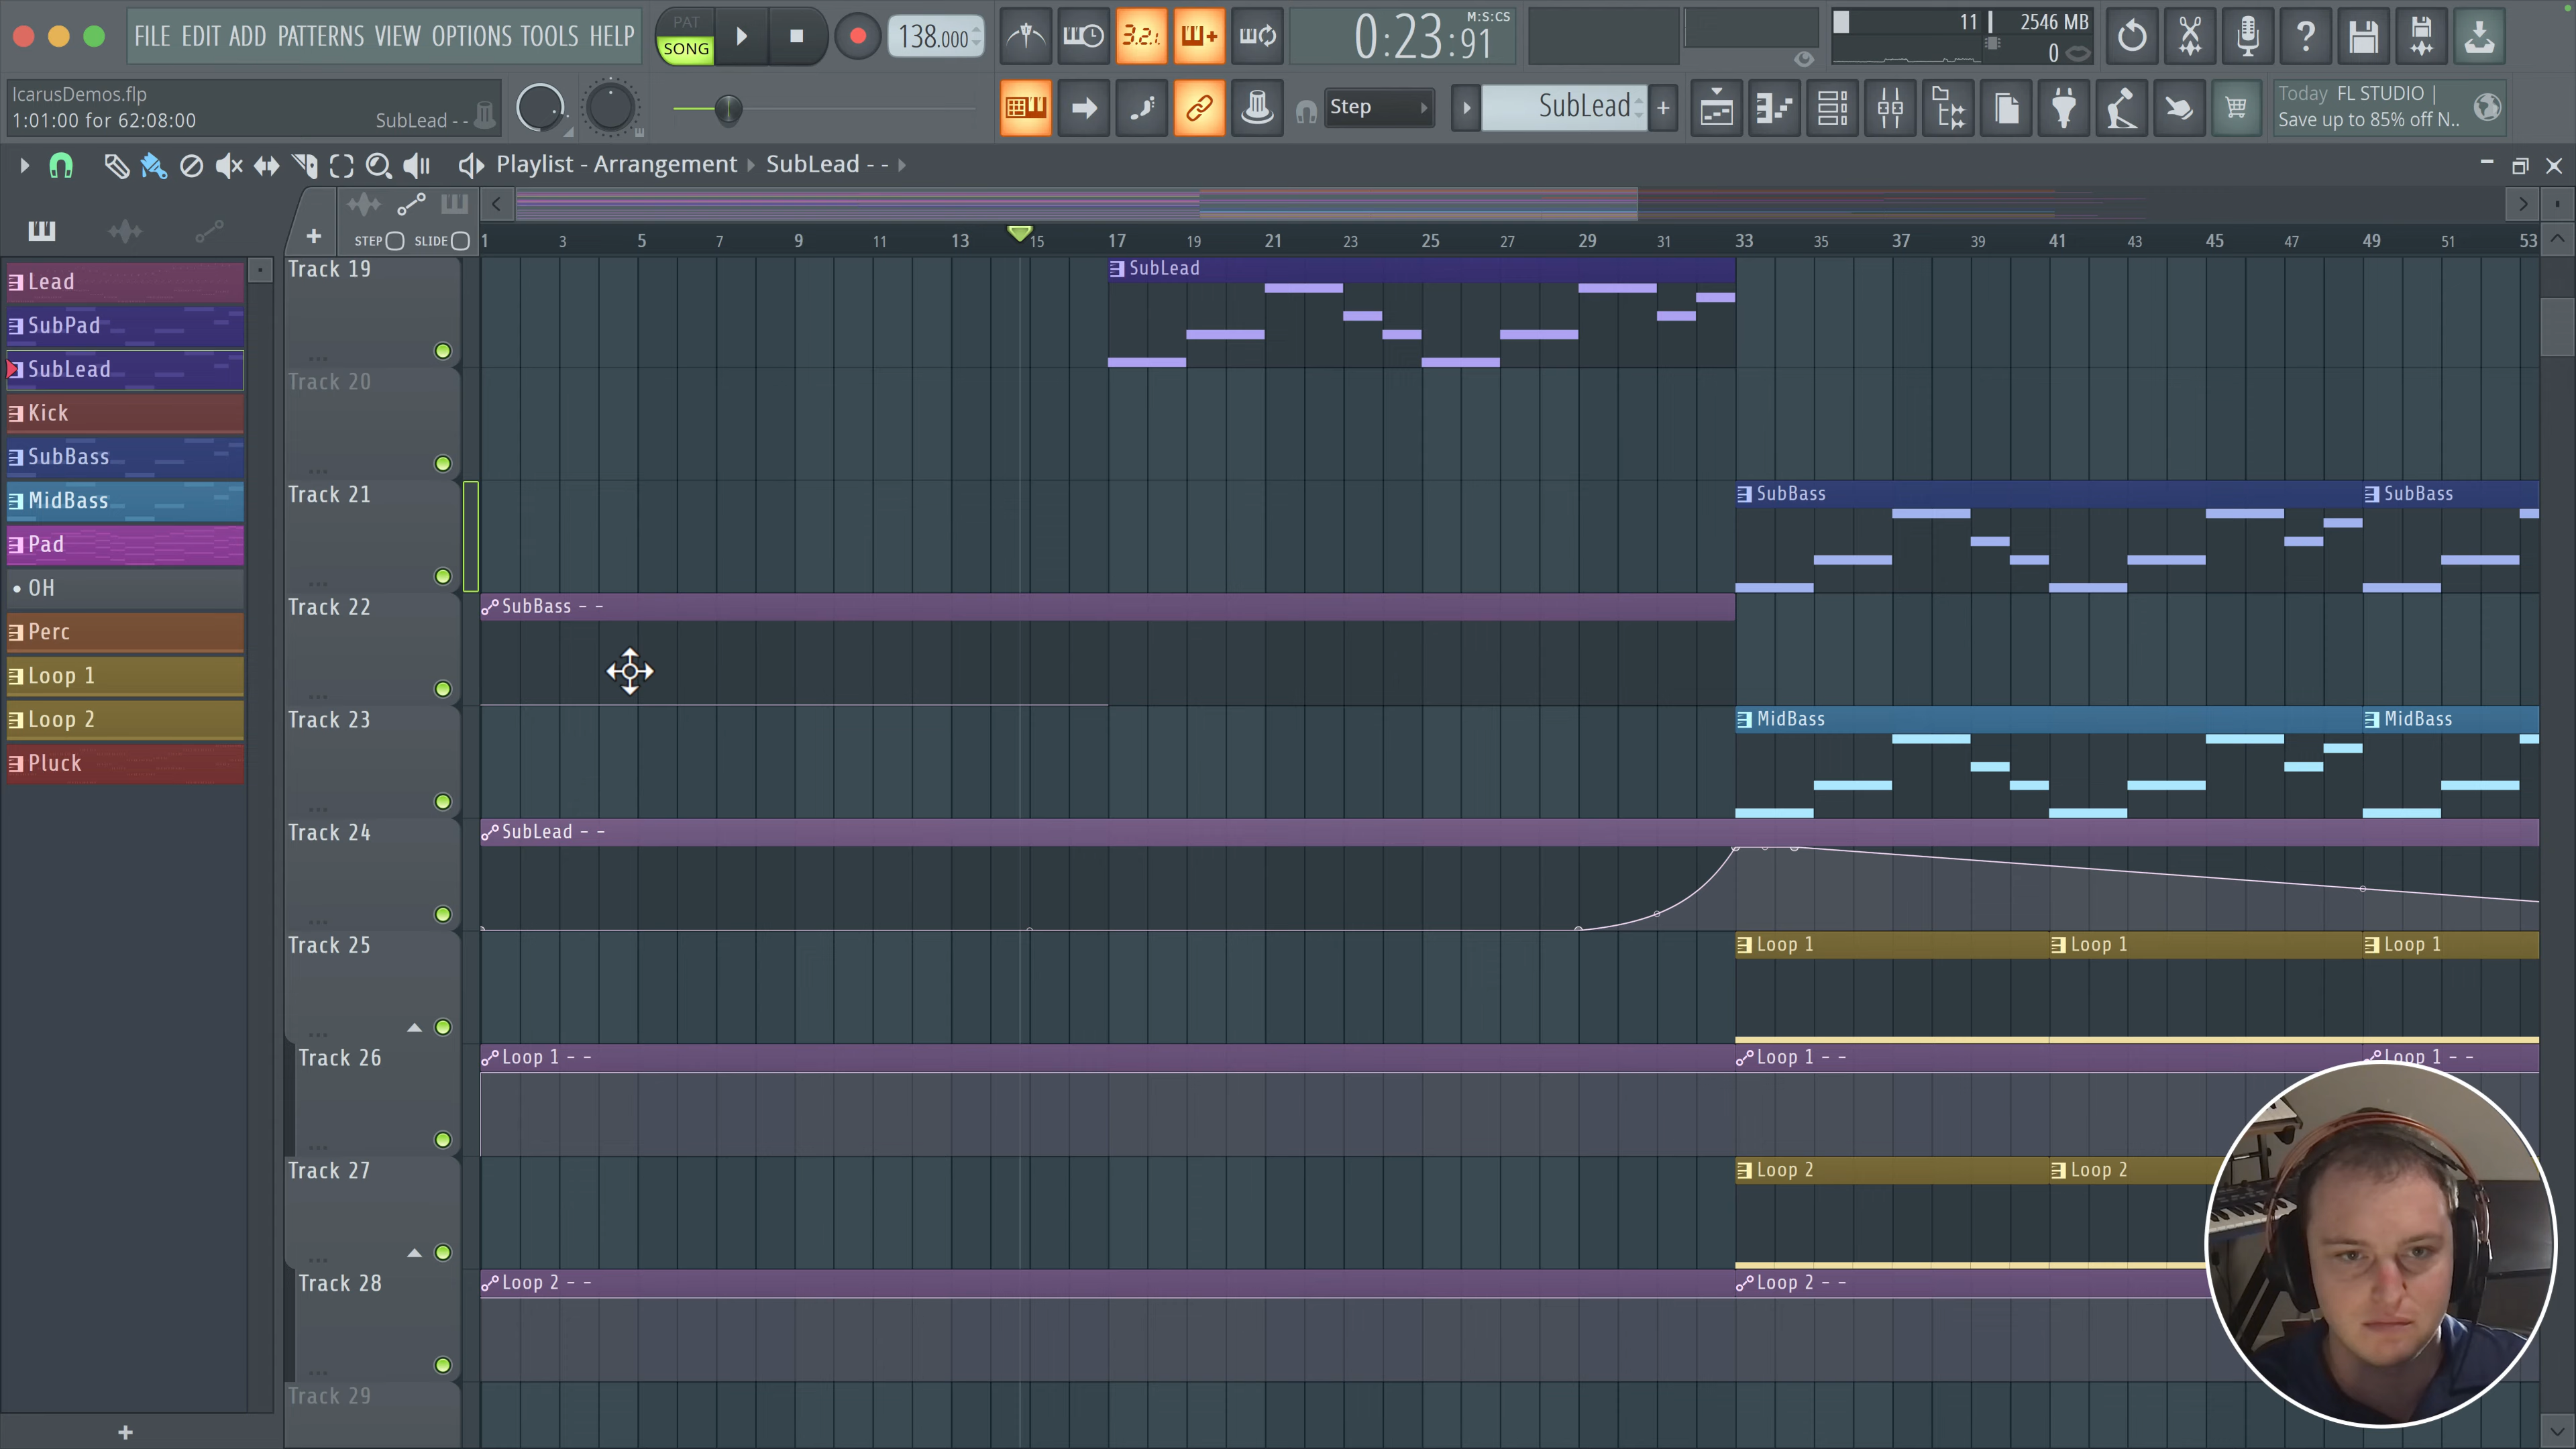 FILE EDIT ADD PATTERNS VIEW OPTIONS TOOLS HELP
PAT
SONG
138.000
3.2.
0:23:91
M:S:CS
11
2546 MB
0
IcarusDemos.flp
1:01:00 for 62:08:00
SubLead - -
Step
SubLead
+
Today FL STUDIO |
Save up to 85% off N..
Playlist - Arrangement SubLead - -
STEP SLIDE
1 3 5 7 9 11 13 15 17 19 21 23 25 27 29 31 33 35 37 39 41 43 45 47 49 51 53
Lead
SubPad
SubLead
Kick
SubBass
MidBass
Pad
OH
Perc
Loop 1
Loop 2
Pluck
+
Track 19
SubLead
Track 20
Track 21
SubBass
SubBass
Track 22
SubBass - -
Track 23
MidBass
MidBass
Track 24
SubLead - -
Track 25
Loop 1
Loop 1
Loop 1
Track 26
Loop 1 - -
Loop 1 - -
Loop 1 - -
Track 27
Loop 2
Loop 2
Track 28
Loop 2 - -
Loop 2 - -
Track 29